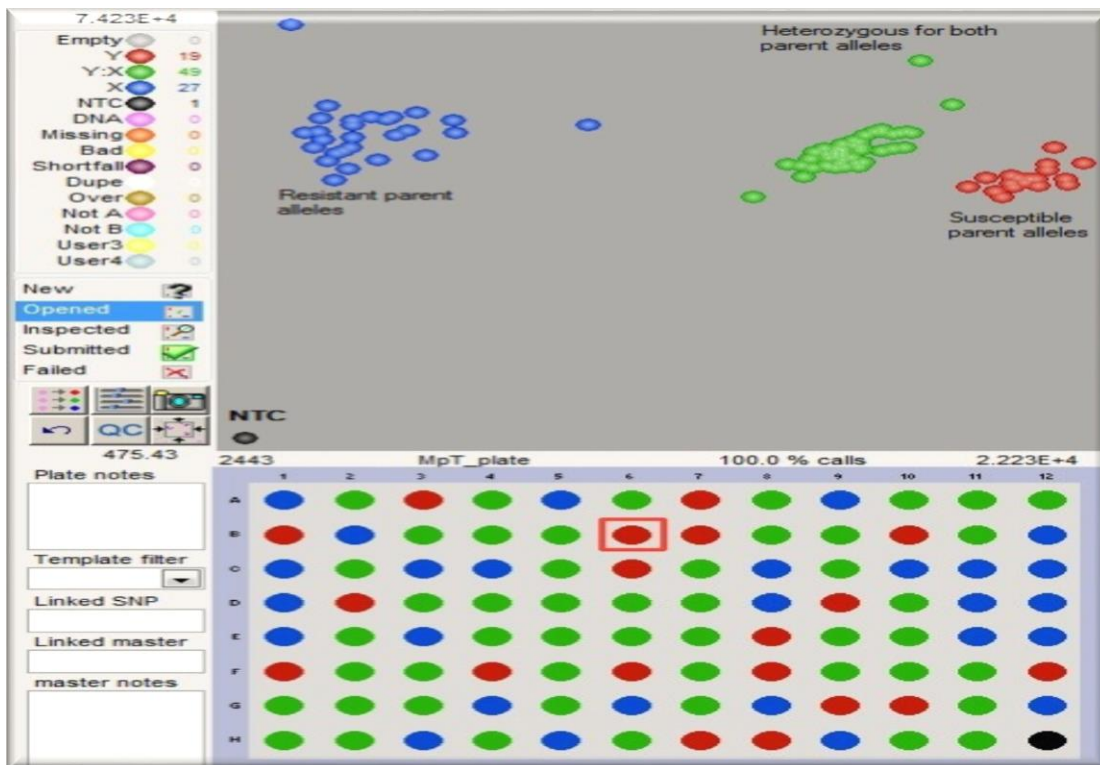 7.423E+4
Empty 0
Y 19
Y:X 49
X 27
NTC 1
DNA 0
Missing 0
Bad 0
Shortfall 0
Dupe
Over 0
Not A 0
Not B 0
User3 0
User4 0
New
Opened
Inspected
Submitted
Failed
QC
475.43
Plate notes
Template filter
Linked SNP
Linked master
master notes
Heterozygous for both
parent alleles
Resistant parent
alleles
Susceptible
parent alleles
NTC
2443 MpT_plate 100.0 % calls 2.223E+4
1 2 3 4 5 6 7 8 9 10 11 12
A
B
C
D
E
F
G
H